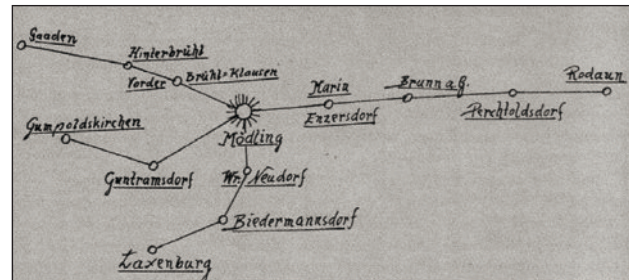 Gaaden
Hinterbrühl
Vorder Brühl=Klausen
Maria
Enzersdorf
Brunn a.G.
Perchtoldsdorf
Rodaun
Gumpoldskirchen
Mödling
Guntramsdorf
Wr. Neudorf
Biedermannsdorf
Laxenburg